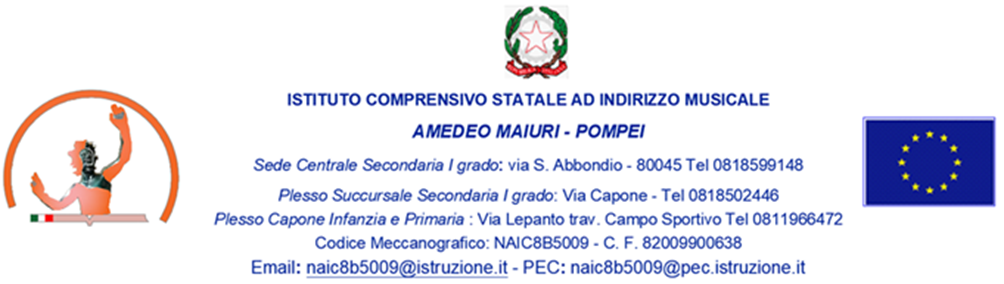 ISTITUTO COMPRENSIVO STATALE AD INDIRIZZO MUSICALE
AMEDEO MAIURI - POMPEI
Sede Centrale Secondaria I grado: via S. Abbondio - 80045 Tel 0818599148
Plesso Succursale Secondaria I grado: Via Capone - Tel 0818502446
Plesso Capone Infanzia e Primaria : Via Lepanto trav. Campo Sportivo Tel 0811966472
Codice Meccanografico: NAIC8B5009 - C. F. 82009900638
Email: naic8b5009@istruzione.it - PEC: naic8b5009@pec.istruzione.it